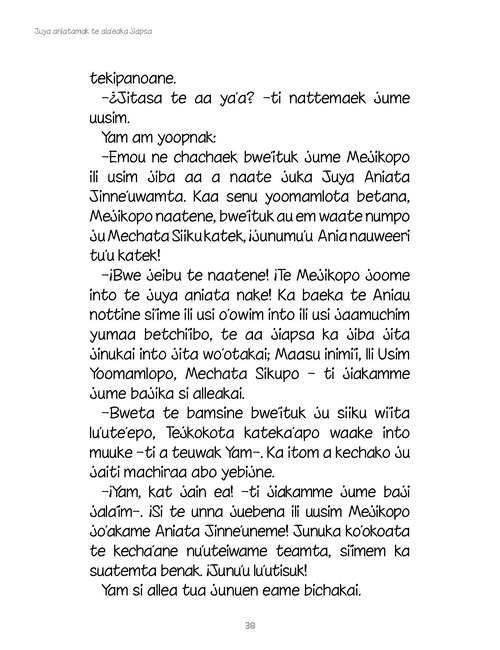 Juya aniatamak te ala'eaka jiapsa
tekipanoane.
–¿Jitasa te aa ya'a? –ti nattemaek jume
uusim.
Yam am yoopnak:
–Emou ne chachaek bwe'ituk jume Mejikopo
ili usim jiba aa a naate juka Juya Aniata
Jinne'uwamta. Kaa senu yoomamlota betana,
Mejikopo naatene, bwe'ituk au em waate numpo
ju Mechata Siiku katek, ¡junumu'u Ania nauweeri
tu'u katek!
–¡Bwe jeibu te naatene! ¡Te Mejikopo joome
into te juya aniata nake! Ka baeka te Aniau
nottine siime ili usi o'owim into ili usi jaamuchim
yumaa betchi'ibo, te aa jiapsa ka jiba jita
jinukai into jita wo'otakai; Maasu inimi'i, Ili Usim
Yoomamlopo, Mechata Sikupo – ti jiakamme
jume bajika si alleakai.
–Bweta te bamsine bwe'ituk ju siiku wiita
lu'ute'epo, Tejkokota kateka'apo waake into
muuke –ti a teuwak Yam–. Ka itom a kechako ju
jaiti machiraa abo yebijne.
–¡Yam, kat jain ea! –ti jiakamme jume baji
jala'im–. ¡Si te unna juebena ili uusim Mejikopo
jo'akame Aniata Jinne'uneme! Junuka ko'okoata
te kecha'ane nu'uteiwame teamta, si'imem ka
suatemta benak. ¡Junu'u lu'utisuk!
Yam si allea tua junuen eame bichakai.
38